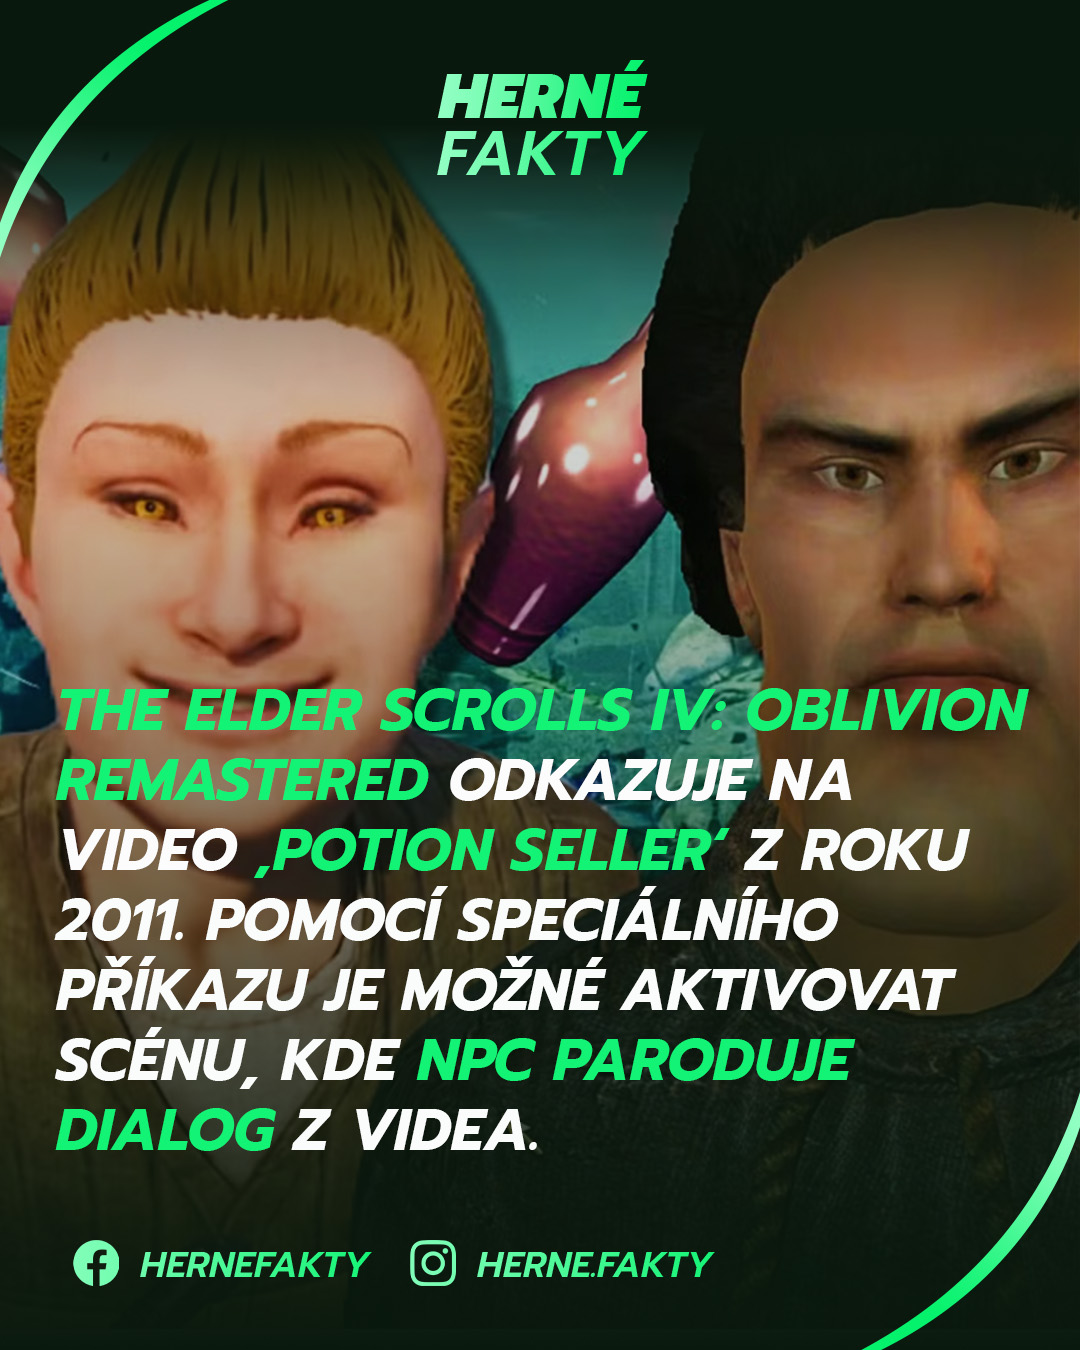 HERNÉ
FAKTY
THE ELDER SCROLLS IV: OBLIVION
REMASTERED ODKAZUJE NA
VIDEO ‚POTION SELLER‘ Z ROKU
2011. POMOCÍ SPECIÁLNÍHO
PŘÍKAZU JE MOŽNÉ AKTIVOVAT
SCÉNU, KDE NPC PARODUJE
DIALOG Z VIDEA.
HERNEFAKTY HERNE.FAKTY